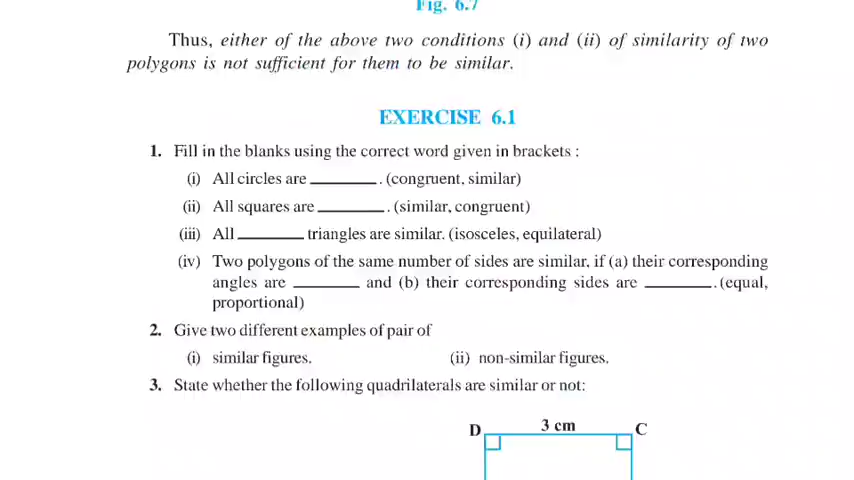 Fig. 6.7
Thus, either of the above two conditions (i) and (ii) of similarity of two
polygons is not sufficient for them to be similar.
EXERCISE 6.1
1. Fill in the blanks using the correct word given in brackets :
(i) All circles are ________. (congruent, similar)
(ii) All squares are ________. (similar, congruent)
(iii) All ________ triangles are similar. (isosceles, equilateral)
(iv) Two polygons of the same number of sides are similar, if (a) their corresponding
angles are ________ and (b) their corresponding sides are ________. (equal,
proportional)
2. Give two different examples of pair of
(i) similar figures. (ii) non-similar figures.
3. State whether the following quadrilaterals are similar or not:
D 3 cm C